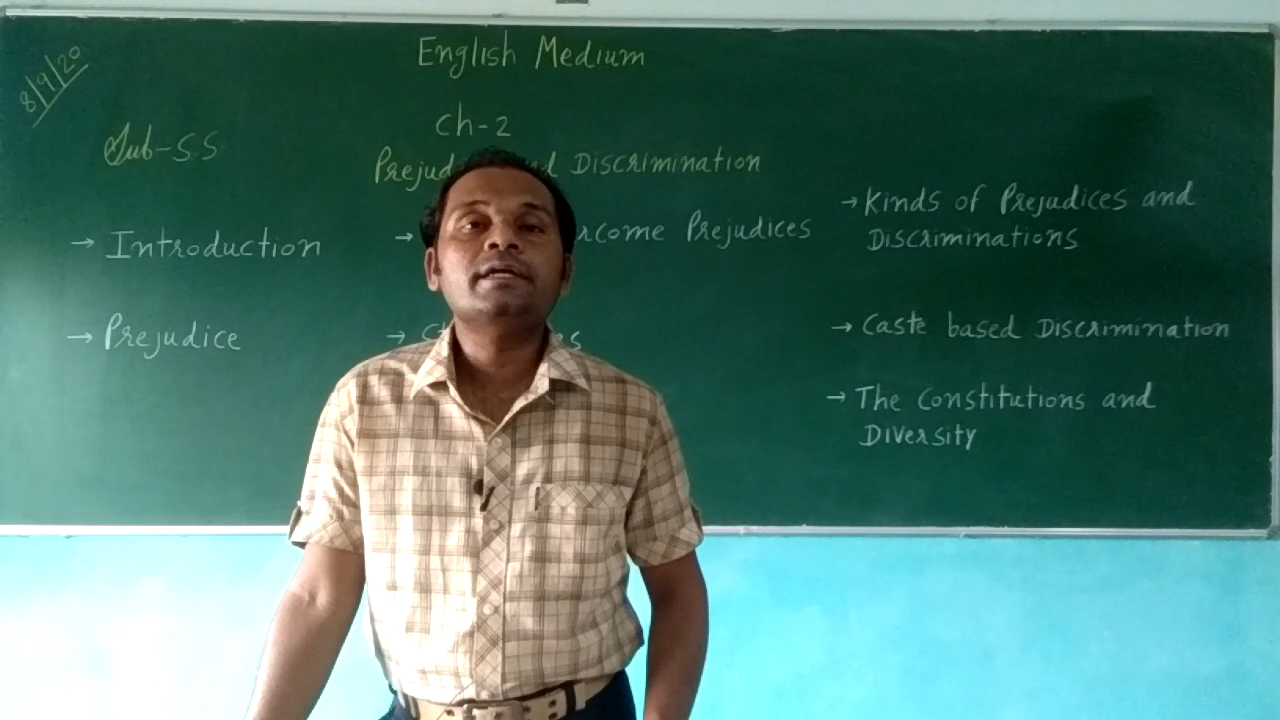 8/9/20
English Medium
Ch-2
Sub-S.S
Discrimination
→ Introduction
→ Prejudices
→ Prejudice
→
→ Kinds of Prejudices and
Discriminations
→ Caste based Discrimination
→ The Constitutions and
Diversity